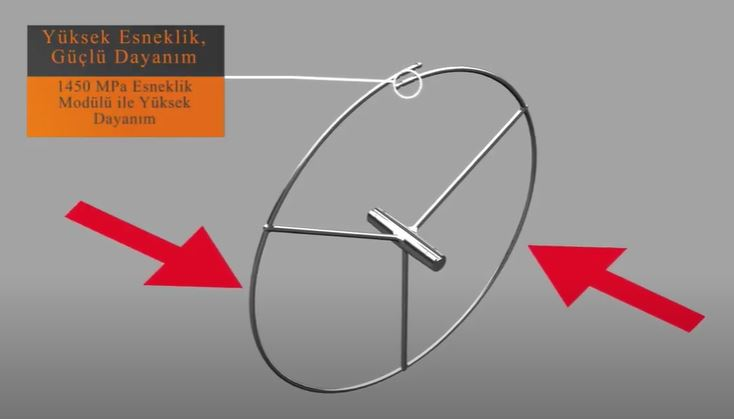 Yüksek Esneklik,
Güçlü Dayanım
1450 MPa Esneklik
Modülü ile Yüksek
Dayanım